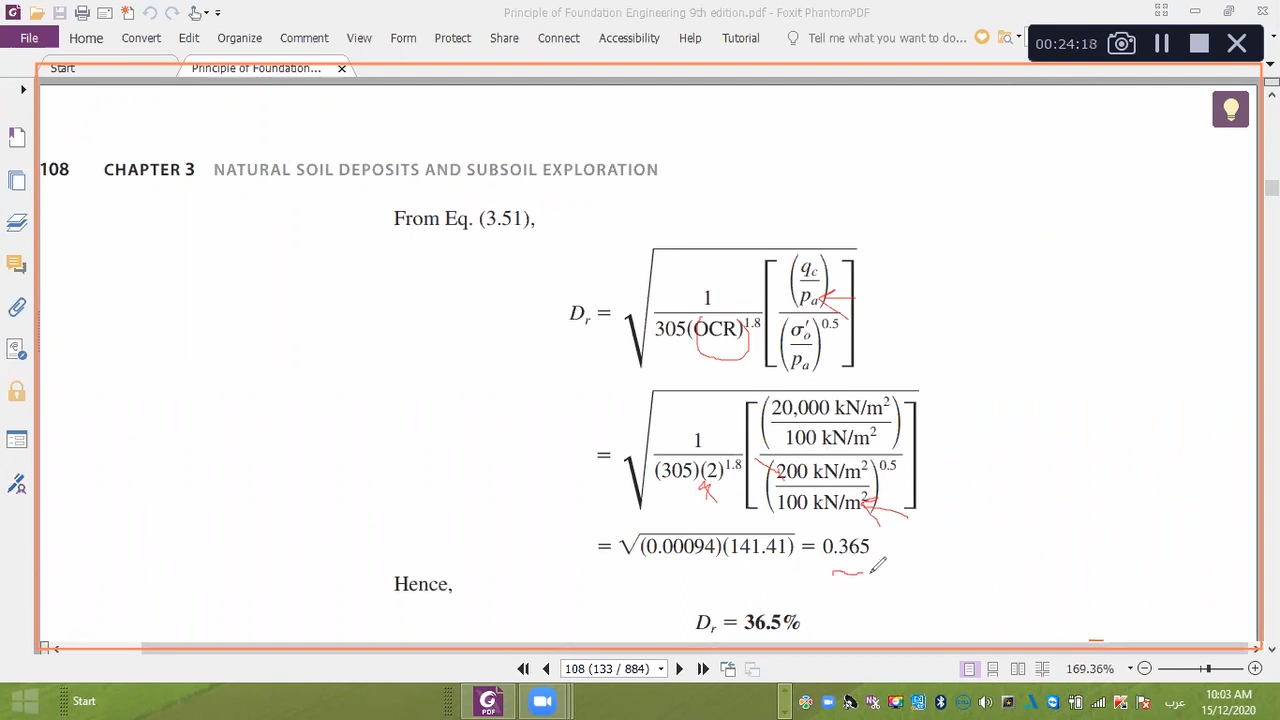 Principle of Foundation Engineering 9th edition.pdf - Foxit PhantomPDF
File Home Convert Edit Organize Comment View Form Protect Share Connect Accessibility Help Tutorial Tell me what you want to do...
00:24:18
Start Principle of Foundation... ×
108 CHAPTER 3 NATURAL SOIL DEPOSITS AND SUBSOIL EXPLORATION
From Eq. (3.51),
D_r = √( 1 / (305(OCR)^1.8) [ (q_c / p_a) / (σ'_o / p_a)^0.5 ] )
= √( 1 / ((305)(2)^1.8) [ (20,000 kN/m² / 100 kN/m²) / (200 kN/m² / 100 kN/m²)^0.5 ] )
= √(0.00094)(141.41) = 0.365
Hence,
D_r = 36.5%
108 (133 / 884) 169.36%
Start
PDF
عرب
10:03 AM
15/12/2020